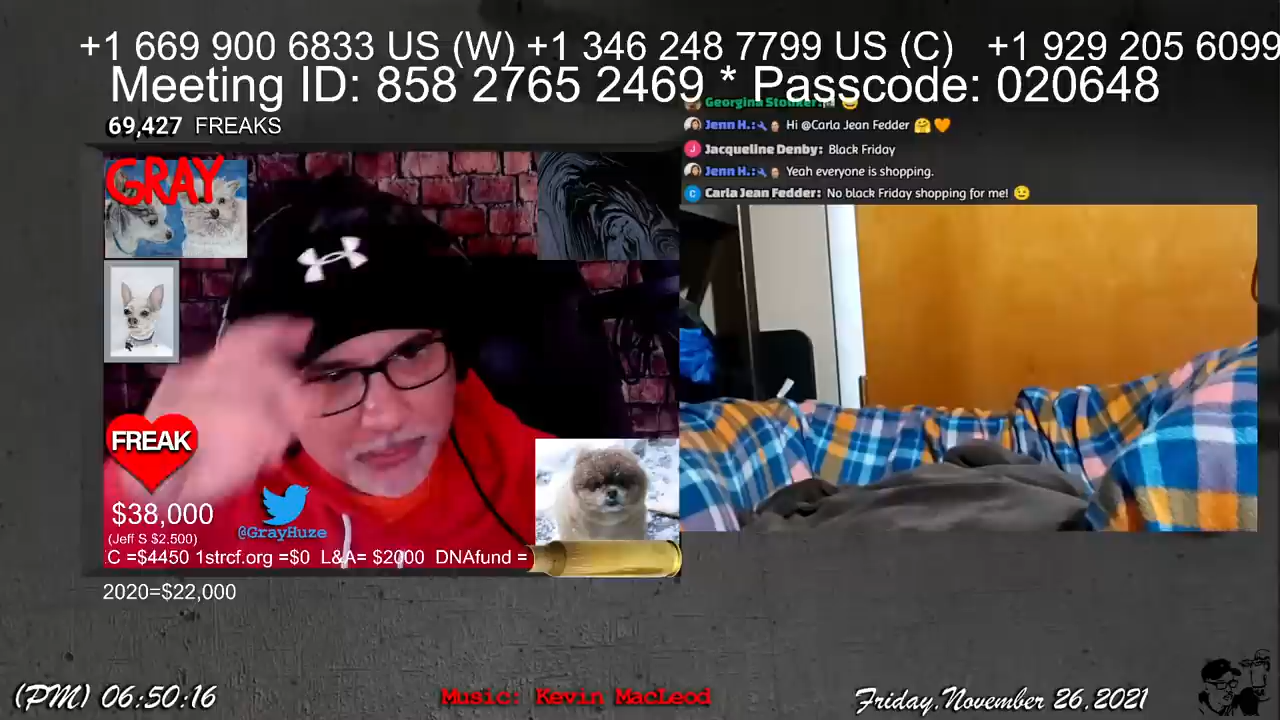 +1 669 900 6833 US (W) +1 346 248 7799 US (C) +1 929 205 6099
Meeting ID: 858 2765 2469 * Passcode: 020648
69,427 FREAKS
Georgina
Jenn H.: Hi @Carla Jean Fedder 🤗 🧡
Jacqueline Denby: Black Friday
Jenn H.: Yeah everyone is shopping.
Carla Jean Fedder: No black Friday shopping for me! 😉
C
J
GRAY
FREAK
$38,000
(Jeff S $2.500)
@GrayHuze
C =$4450 1strcf.org =$0 L&A= $2000 DNAfund =
2020=$22,000
(PM) 06:50:16
Music: Kevin MacLeod
Friday,November 26,2021